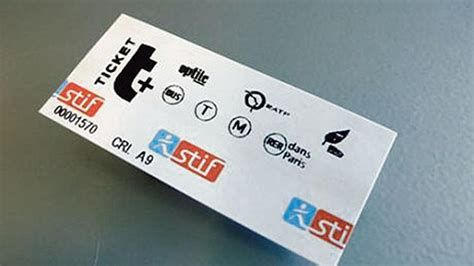 TICKET
t+
optile
RATP
BUS
T
M
RER
dans
Paris
stif
00001570
CRL A9
stif
stif